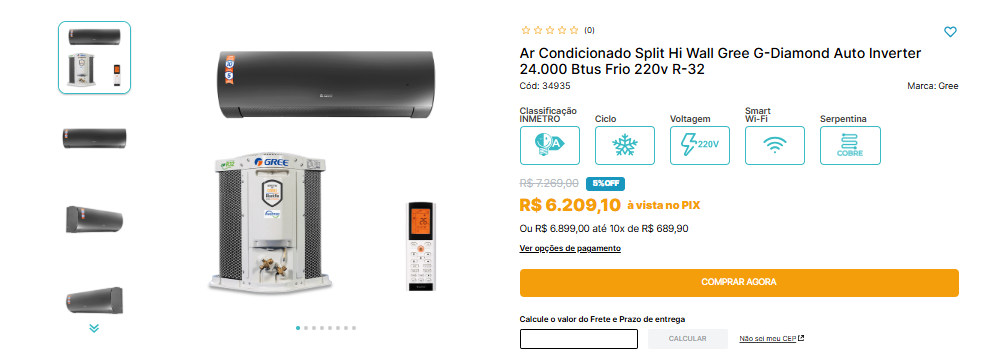 (0)
Ar Condicionado Split Hi Wall Gree G-Diamond Auto Inverter
24.000 Btus Frio 220v R-32
Cód: 34935
Marca: Gree
Classificação
INMETRO
Ciclo
Voltagem
Smart
Wi-Fi
Serpentina
A
220V
COBRE
R$ 7.269,00
5% OFF
R$ 6.209,10 à vista no PIX
Ou R$ 6.899,00 até 10x de R$ 689,90
Ver opções de pagamento
COMPRAR AGORA
Calcule o valor do Frete e Prazo de entrega
CALCULAR
Não sei meu CEP
GREE